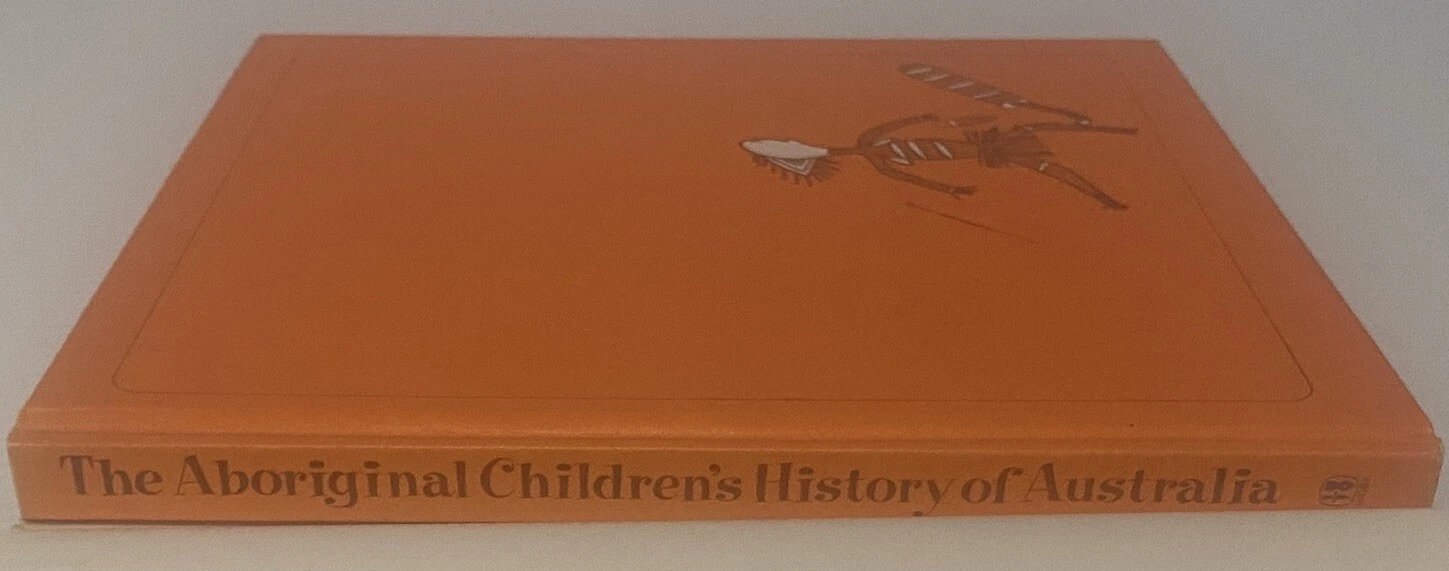 The Aboriginal Children's History of Australia